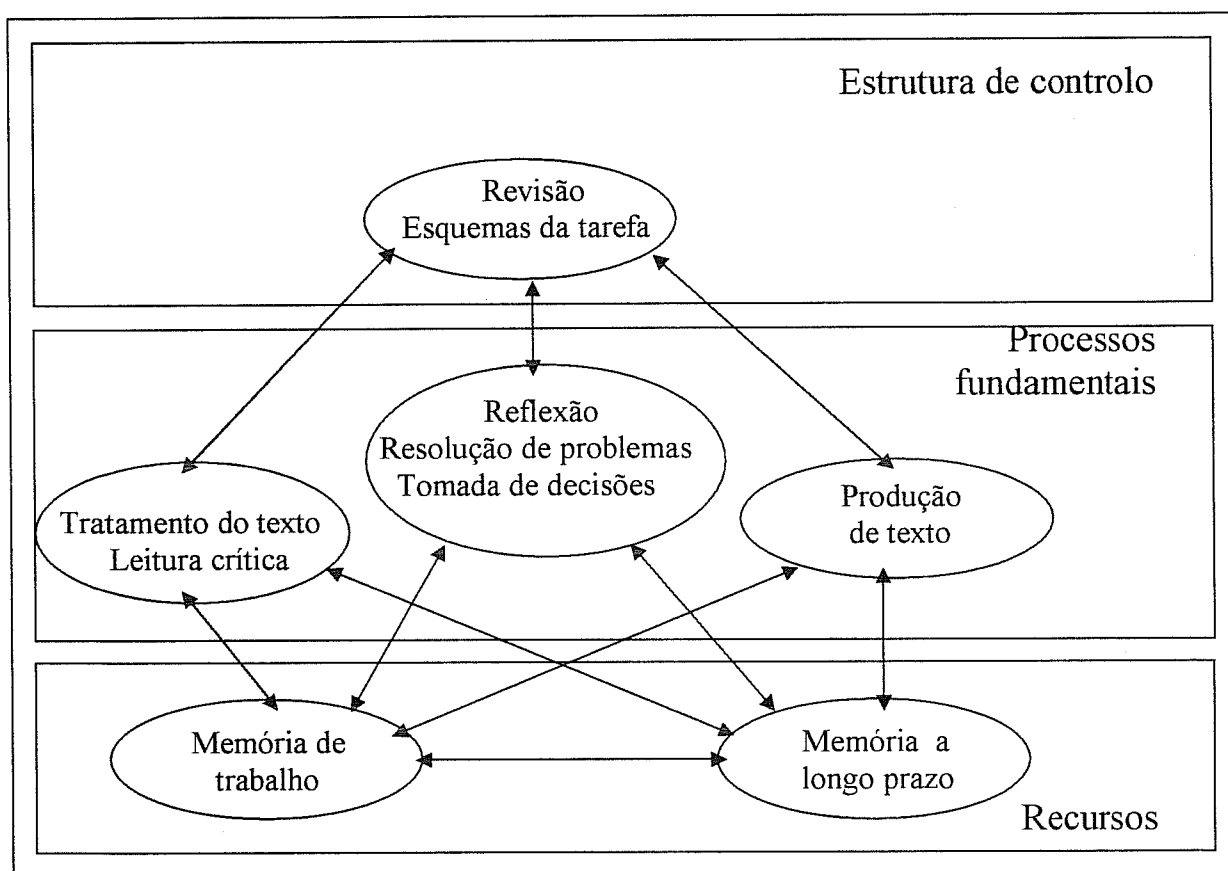 Estrutura de controlo
Revisão
Esquemas da tarefa
Processos
fundamentais
Reflexão
Resolução de problemas
Tomada de decisões
Tratamento do texto
Leitura crítica
Produção
de texto
Memória de
trabalho
Memória a
longo prazo
Recursos